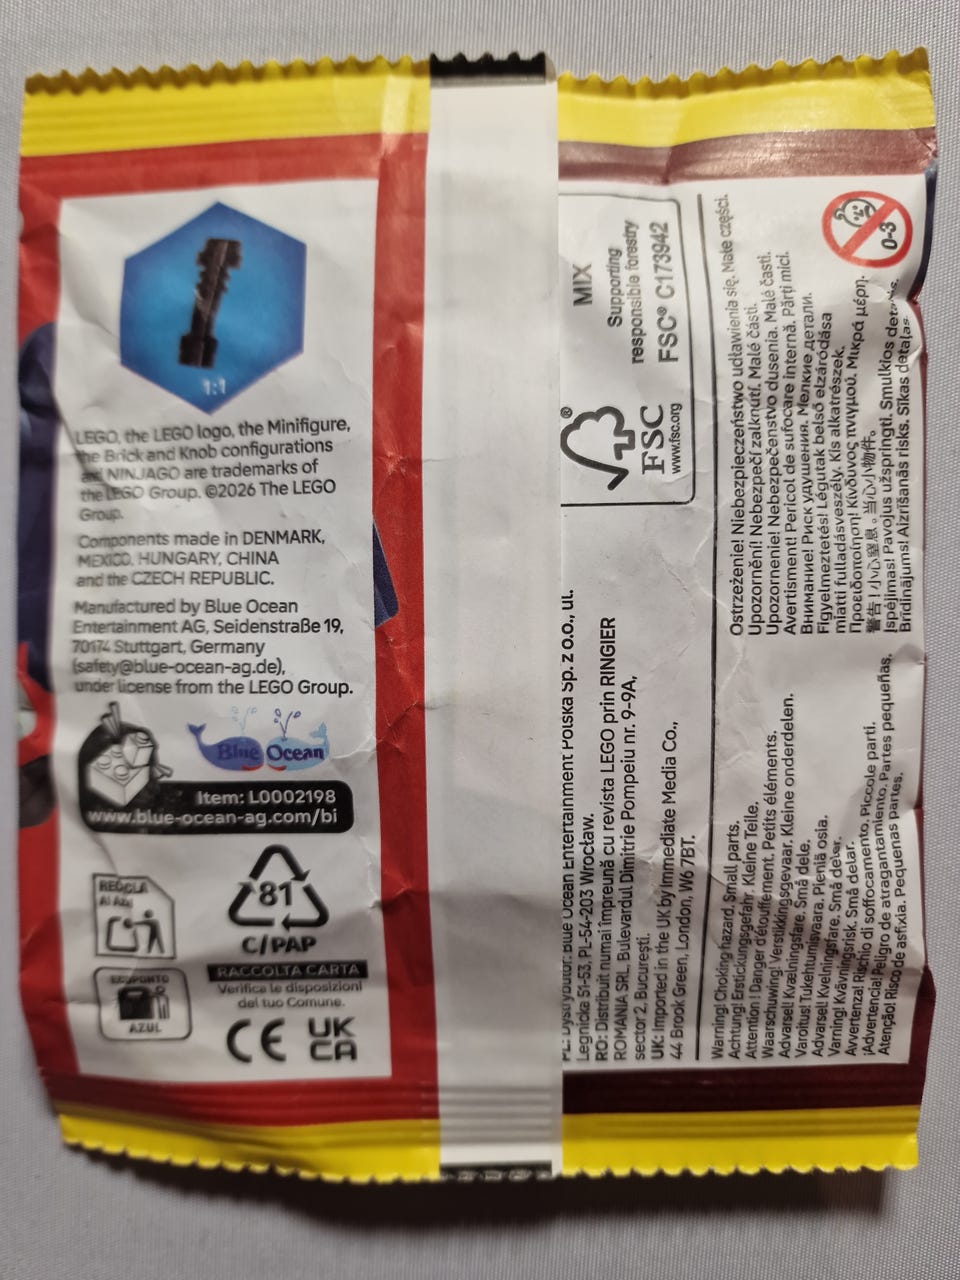 1:1
LEGO, the LEGO logo, the Minifigure,
the Brick and Knob configurations
and NINJAGO are trademarks of
the LEGO Group. ©2026 The LEGO
Group.
Components made in DENMARK,
MEXICO, HUNGARY, CHINA
and the CZECH REPUBLIC.
Manufactured by Blue Ocean
Entertainment AG, Seidenstraße 19,
70174 Stuttgart, Germany
(safety@blue-ocean-ag.de),
under license from the LEGO Group.
Blue Ocean
Item: L0002198
www.blue-ocean-ag.com/bi
RECICLA
AI AZUL
81
C/PAP
ECOPONTO
AZUL
RACCOLTA CARTA
Verifica le disposizioni
del tuo Comune.
CE UK
CA
MIX
Supporting
responsible forestry
FSC® C173942
®
FSC
www.fsc.org
PL: Dystrybutor: Blue Ocean Entertainment Polska Sp. z o.o., ul.
Legnicka 51-53, PL-54-203 Wrocław.
RO: Distribuit numai împreună cu revista LEGO prin RINGIER
ROMANIA SRL, Bulevardul Dimitrie Pompeiu nr. 9-9A,
sector 2, București.
UK: Imported in the UK by Immediate Media Co.,
44 Brook Green, London, W6 7BT.
Warning! Choking hazard. Small parts.
Achtung! Erstickungsgefahr. Kleine Teile.
Attention ! Danger d'étouffement. Petits éléments.
Waarschuwing! Verstikkingsgevaar. Kleine onderdelen.
Advarsel! Kvælningsfare. Små dele.
Varoitus! Tukehtumisvaara. Pieniä osia.
Advarsel! Kvelningsfare. Små deler.
Varning! Kvävningsrisk. Små delar.
Avvertenza! Rischio di soffocamento. Piccole parti.
¡Advertencia! Peligro de atragantamiento. Partes pequeñas.
Atenção! Risco de asfixia. Pequenas partes.
Ostrzeżenie! Niebezpieczeństwo udławienia się. Małe części.
Upozornění! Nebezpečí zalknutí. Malé části.
Upozornenie! Nebezpečenstvo dusenia. Malé časti.
Avertisment! Pericol de sufocare internă. Părți mici.
Внимание! Риск удушения. Мелкие детали.
Figyelmeztetés! Légutak belső elzáródása
miatti fulladásveszély. Kis alkatrészek.
Προειδοποίηση! Κίνδυνος πνιγμού. Μικρά μέρη.
警告！小心窒息。当心小物件。
Įspėjimas! Pavojus užspringti. Smulkios detalės.
Brīdinājums! Aizrīšanās risks. Sīkas detaļas.
0-3